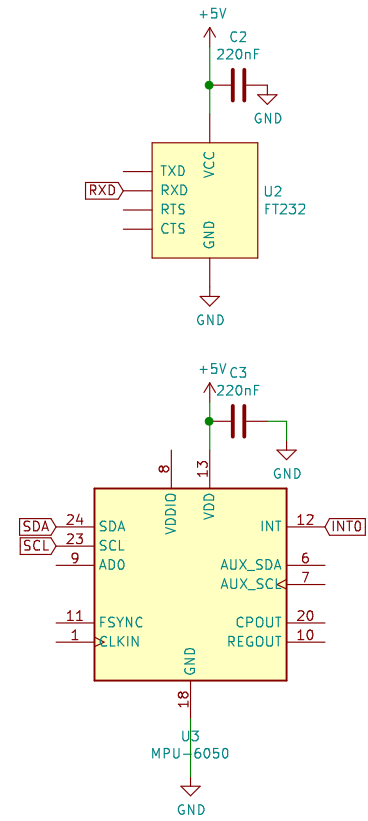 +5V
C2
220nF
GND
VCC
TXD
RXD
RXD
RTS
CTS
GND
U2
FT232
GND
+5V
C3
220nF
GND
8
13
VDDIO
VDD
SDA
24
SDA
INT
12
INT0
SCL
23
SCL
9
AD0
AUX_SDA
6
AUX_SCL
7
11
FSYNC
CPOUT
20
1
CLKIN
REGOUT
10
GND
18
U3
MPU-6050
GND